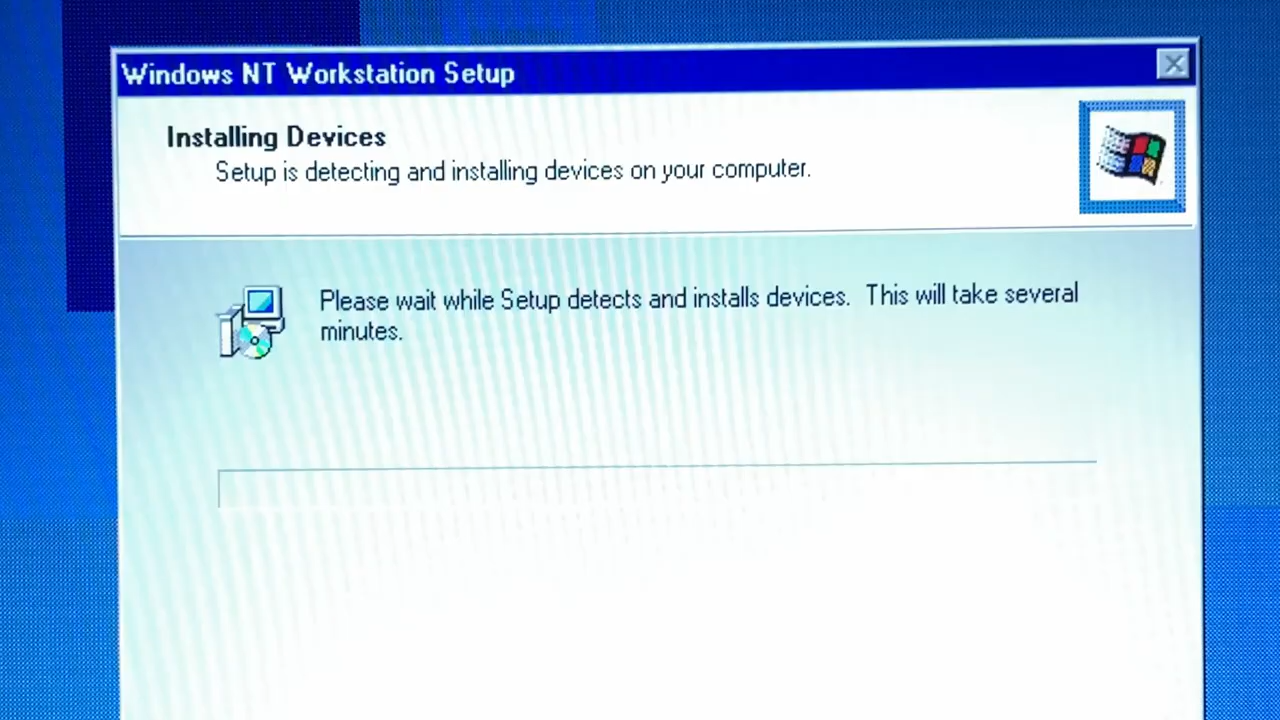 Windows NT Workstation Setup
Installing Devices
Setup is detecting and installing devices on your computer.
Please wait while Setup detects and installs devices.  This will take several
minutes.